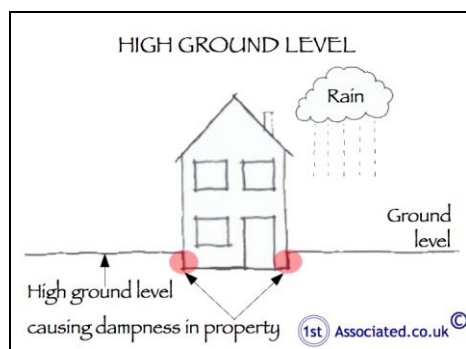 HIGH GROUND LEVEL
Rain
Ground
level
High ground level
causing dampness in property
1st Associated.co.uk ©